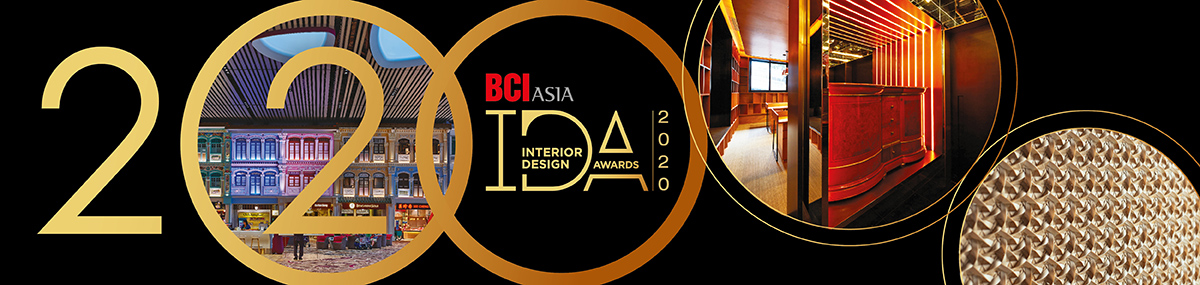 2020
BCI ASIA
IDA
INTERIOR
DESIGN AWARDS
2020